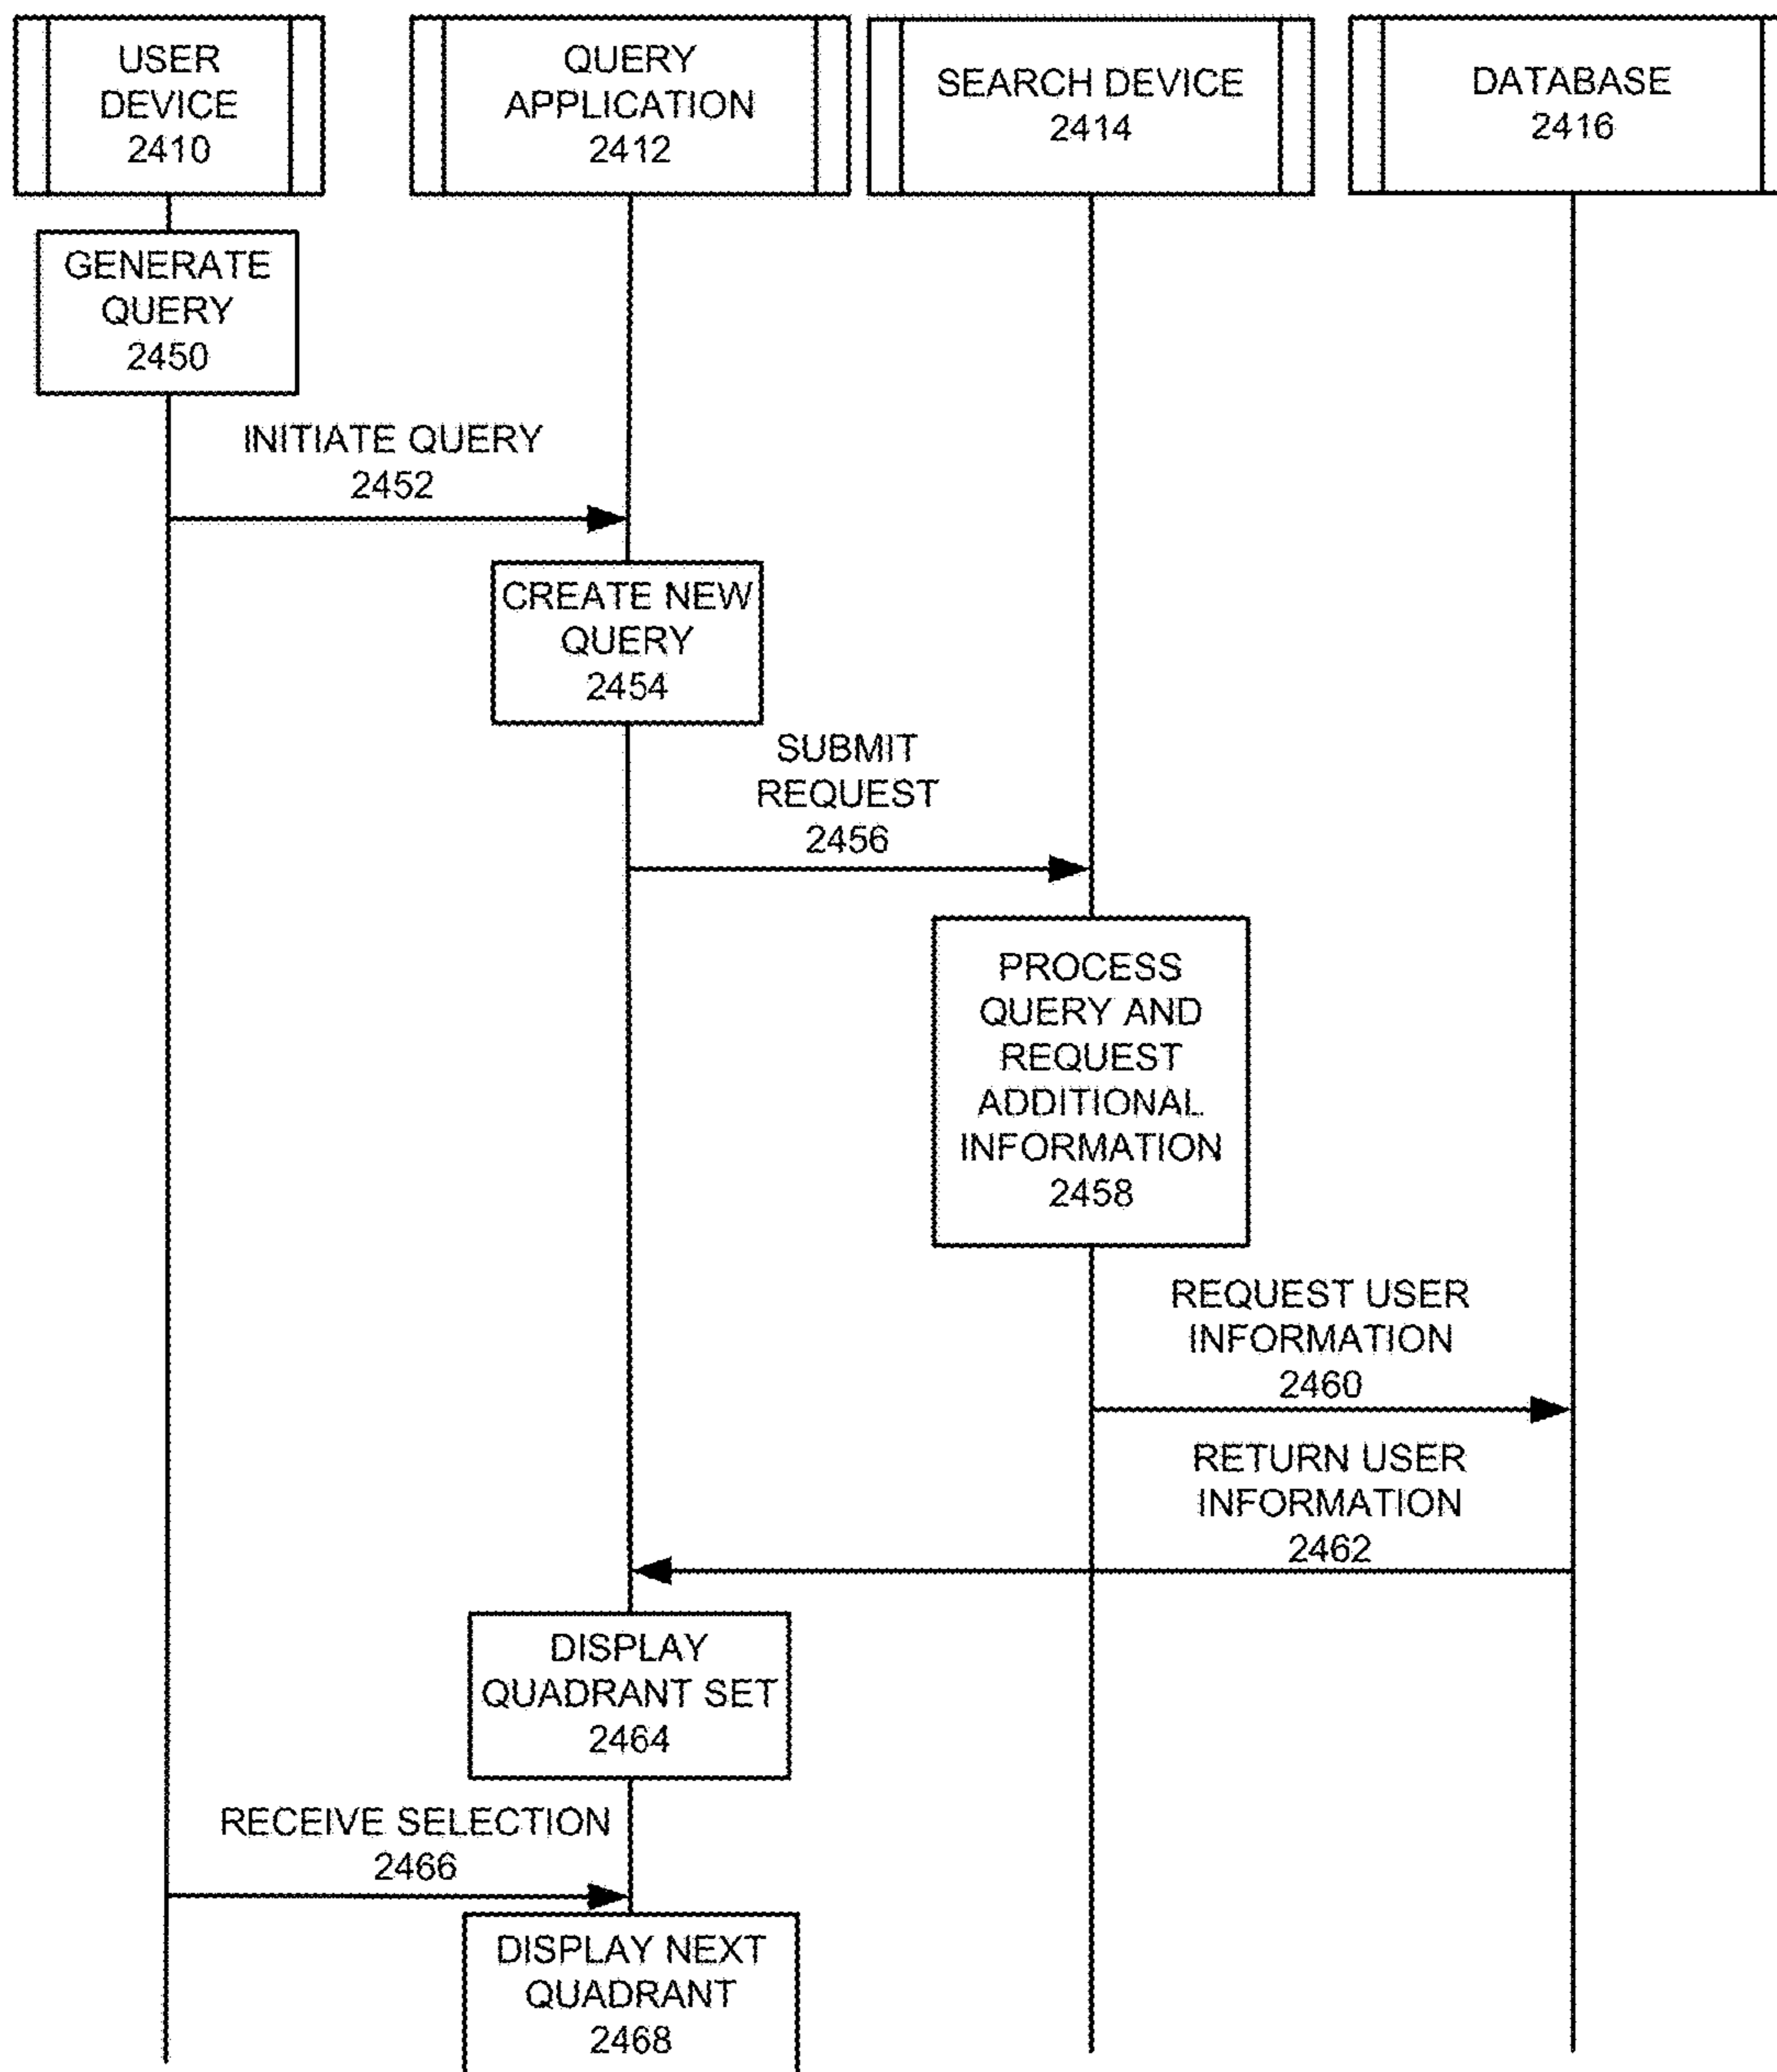 USER
DEVICE
2410
QUERY
APPLICATION
2412
SEARCH DEVICE
2414
DATABASE
2416
GENERATE
QUERY
2450
INITIATE QUERY
2452
CREATE NEW
QUERY
2454
SUBMIT
REQUEST
2456
PROCESS
QUERY AND
REQUEST
ADDITIONAL
INFORMATION
2458
REQUEST USER
INFORMATION
2460
RETURN USER
INFORMATION
2462
DISPLAY
QUADRANT SET
2464
RECEIVE SELECTION
2466
DISPLAY NEXT
QUADRANT
2468